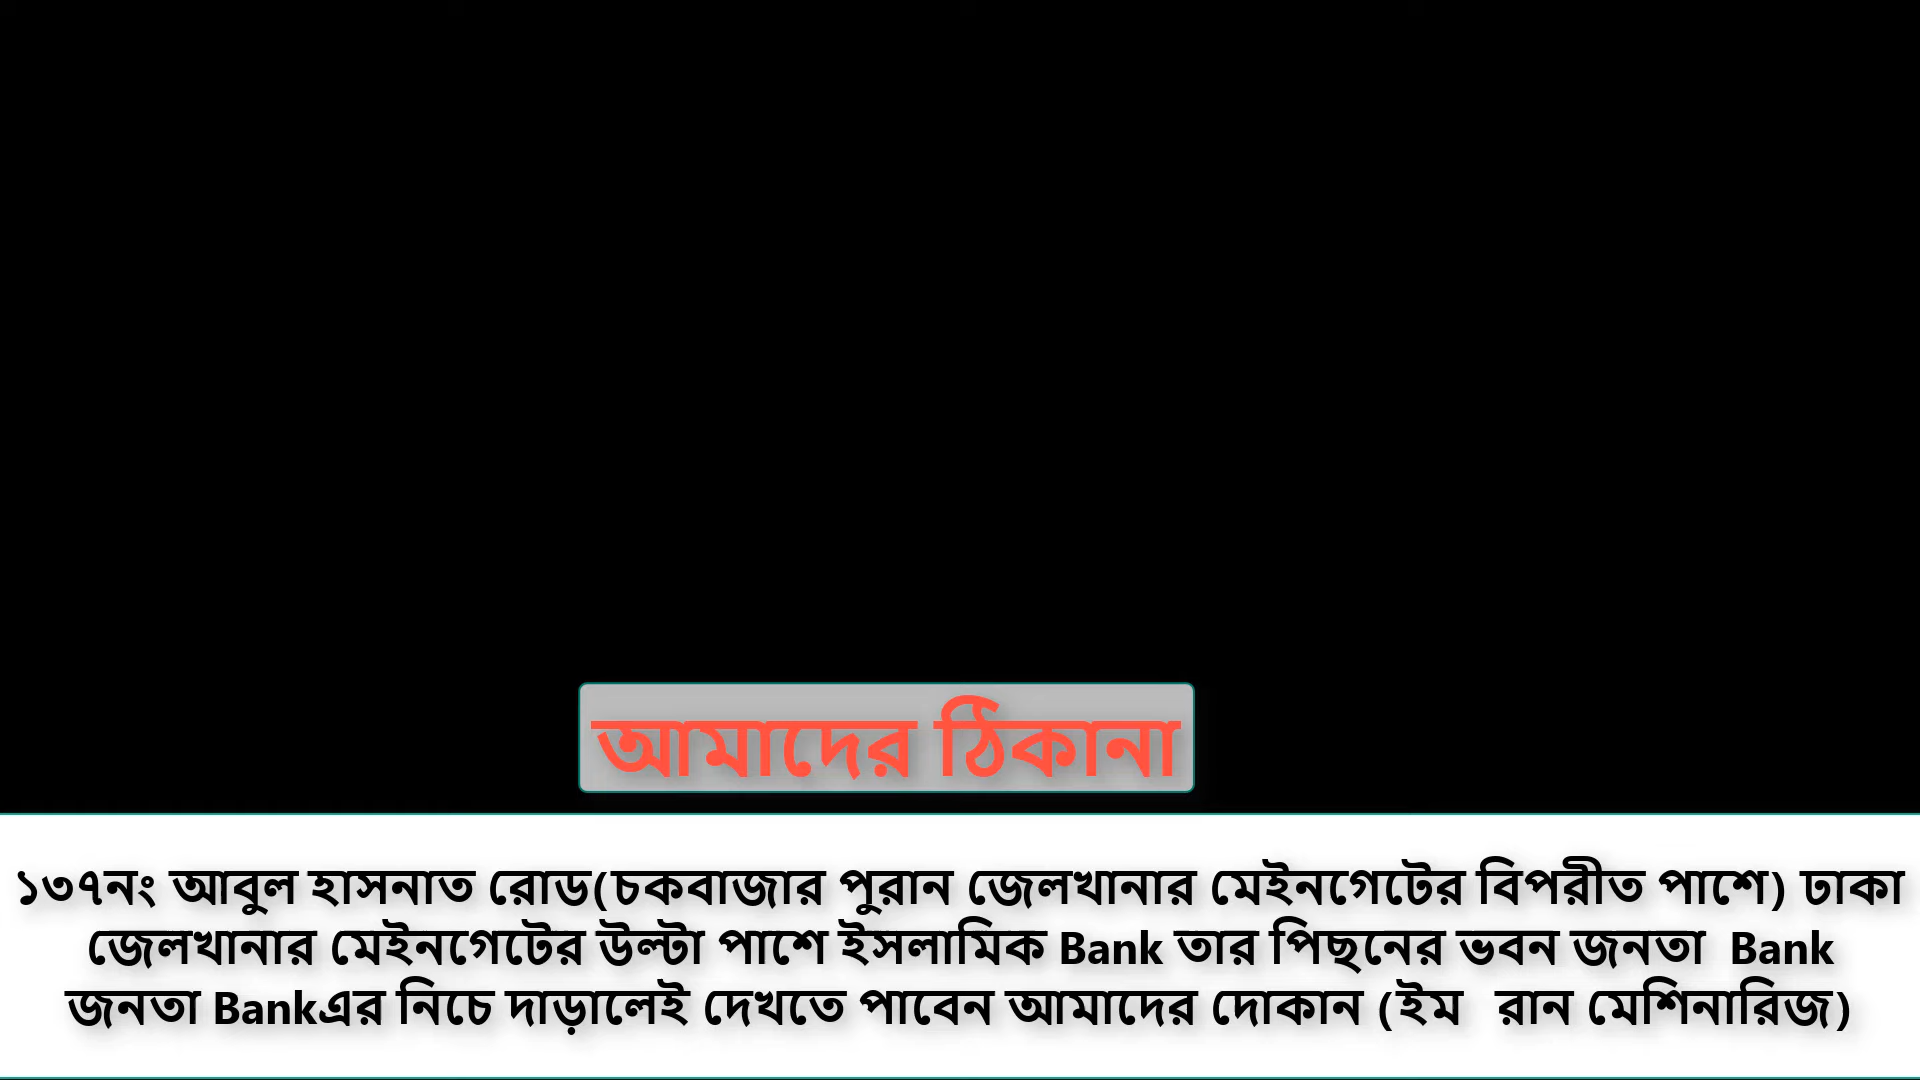 আমাদের ঠিকানা
১৩৭নং আবুল হাসনাত রোড(চকবাজার পুরান জেলখানার মেইনগেটের বিপরীত পাশে) ঢাকা
জেলখানার মেইনগেটের উল্টা পাশে ইসলামিক Bank তার পিছনের ভবন জনতা  Bank
জনতা Bankএর নিচে দাড়ালেই দেখতে পাবেন আমাদের দোকান (ইম  রান মেশিনারিজ)